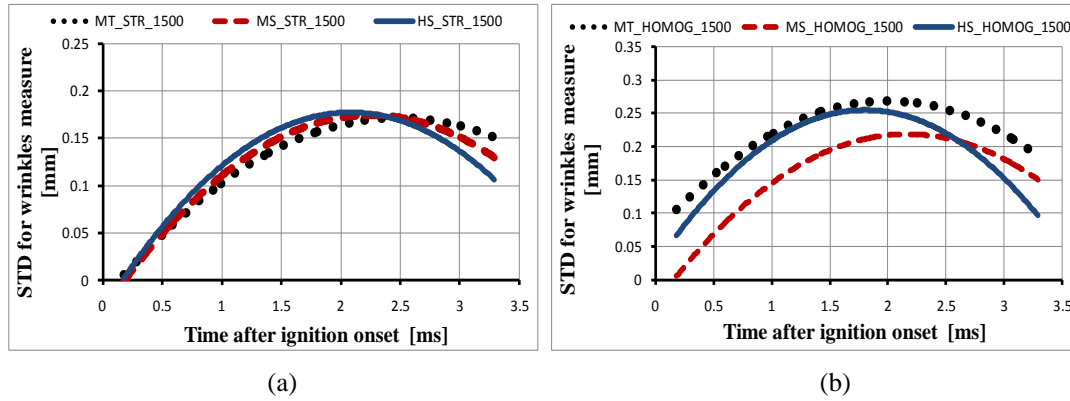 MT_STR_1500 MS_STR_1500 HS_STR_1500
0.25
0.2
0.15
0.1
0.05
0
0 0.5 1 1.5 2 2.5 3 3.5
STD for wrinkles measure
[mm]
Time after ignition onset [ms]
(a)
MT_HOMOG_1500 MS_HOMOG_1500 HS_HOMOG_1500
0.35
0.3
0.25
0.2
0.15
0.1
0.05
0
0 0.5 1 1.5 2 2.5 3 3.5
STD for wrinkles measure
[mm]
Time after ignition onset [ms]
(b)